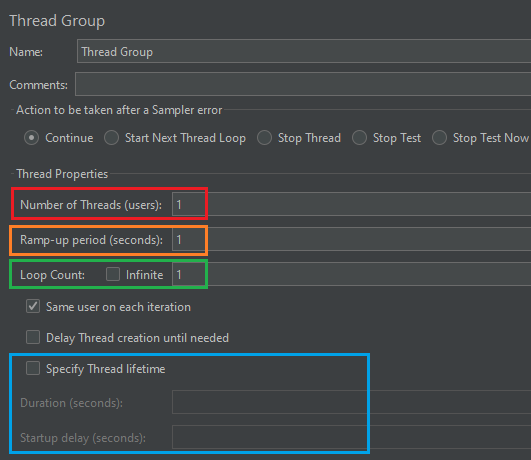 Thread Group
Name: Thread Group
Comments:
Action to be taken after a Sampler error
Continue Start Next Thread Loop Stop Thread Stop Test Stop Test Now
Thread Properties
Number of Threads (users): 1
Ramp-up period (seconds): 1
Loop Count: Infinite 1
Same user on each iteration
Delay Thread creation until needed
Specify Thread lifetime
Duration (seconds):
Startup delay (seconds):